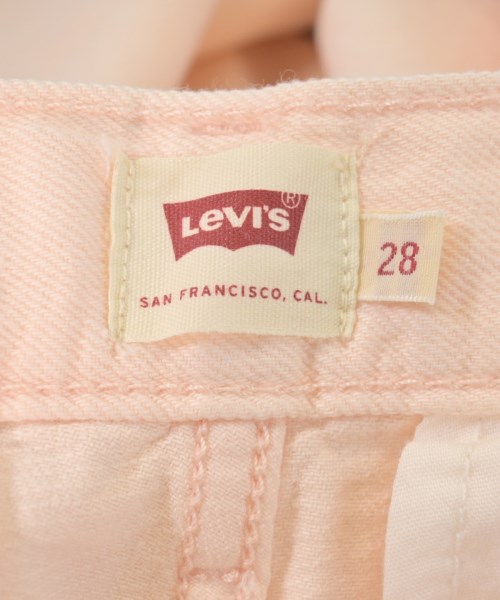 LEVI'S®
28
SAN FRANCISCO, CAL.